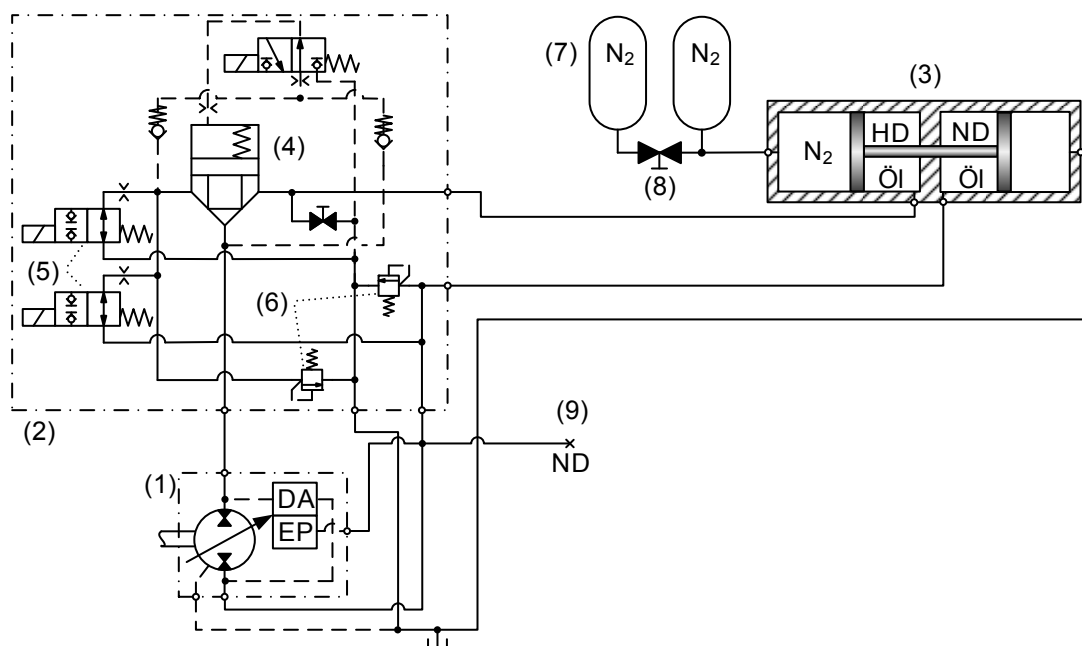 (7)
N2
N2
(3)
N2
HD
ND
Öl
Öl
(8)
(4)
(5)
(6)
(2)
(9)
ND
(1)
DA
EP